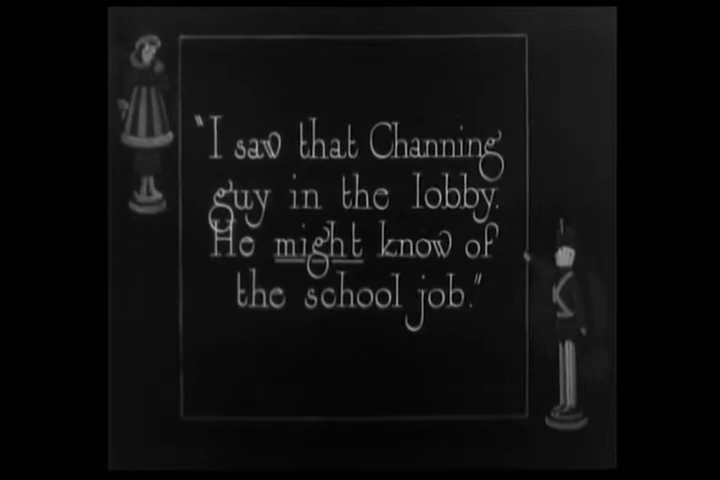 "I saw that Channing
guy in the lobby.
He might know of
the school job."